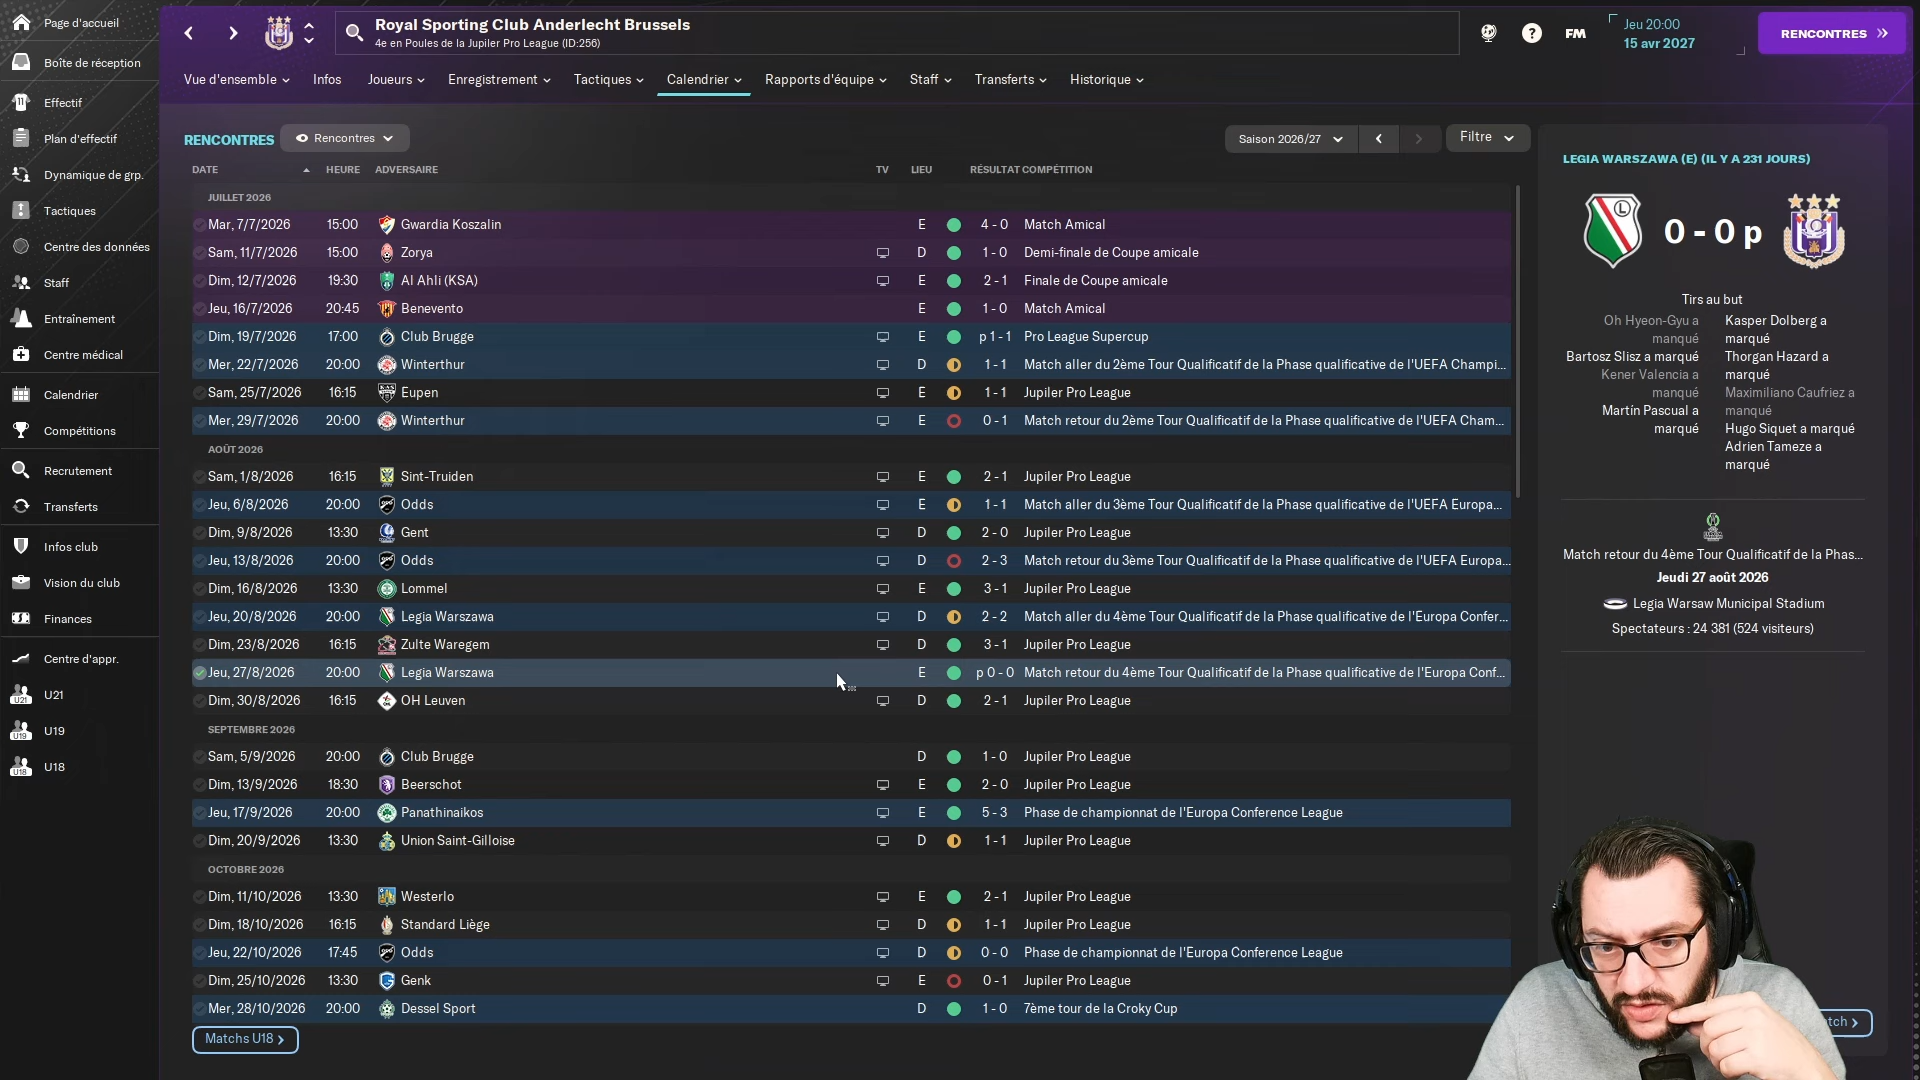 Page d'accueil
Boîte de réception
Effectif
Plan d'effectif
Dynamique de grp.
Tactiques
Centre des données
Staff
Entraînement
Centre médical
Calendrier
Compétitions
Recrutement
Transferts
Infos club
Vision du club
Finances
Centre d'appr.
U21
U19
U18
Royal Sporting Club Anderlecht Brussels
4e en Poules de la Jupiler Pro League (ID:256)
FM
Jeu 20:00
15 avr 2027
RENCONTRES
Vue d'ensemble Infos Joueurs Enregistrement Tactiques Calendrier Rapports d'équipe Staff Transferts Historique
RENCONTRES Rencontres Saison 2026/27 Filtre
DATE HEURE ADVERSAIRE TV LIEU RÉSULTAT COMPÉTITION
JUILLET 2026
Mar, 7/7/2026 15:00 Gwardia Koszalin E 4 - 0 Match Amical
Sam, 11/7/2026 15:00 Zorya D 1 - 0 Demi-finale de Coupe amicale
Dim, 12/7/2026 19:30 Al Ahli (KSA) E 2 - 1 Finale de Coupe amicale
Jeu, 16/7/2026 20:45 Benevento E 1 - 0 Match Amical
Dim, 19/7/2026 17:00 Club Brugge E p 1 - 1 Pro League Supercup
Mer, 22/7/2026 20:00 Winterthur D 1 - 1 Match aller du 2ème Tour Qualificatif de la Phase qualificative de l'UEFA Champi...
Sam, 25/7/2026 16:15 Eupen E 1 - 1 Jupiler Pro League
Mer, 29/7/2026 20:00 Winterthur E 0 - 1 Match retour du 2ème Tour Qualificatif de la Phase qualificative de l'UEFA Cham...
AOÛT 2026
Sam, 1/8/2026 16:15 Sint-Truiden E 2 - 1 Jupiler Pro League
Jeu, 6/8/2026 20:00 Odds E 1 - 1 Match aller du 3ème Tour Qualificatif de la Phase qualificative de l'UEFA Europa...
Dim, 9/8/2026 13:30 Gent D 2 - 0 Jupiler Pro League
Jeu, 13/8/2026 20:00 Odds D 2 - 3 Match retour du 3ème Tour Qualificatif de la Phase qualificative de l'UEFA Europa...
Dim, 16/8/2026 13:30 Lommel E 3 - 1 Jupiler Pro League
Jeu, 20/8/2026 20:00 Legia Warszawa D 2 - 2 Match aller du 4ème Tour Qualificatif de la Phase qualificative de l'Europa Confer...
Dim, 23/8/2026 16:15 Zulte Waregem D 3 - 1 Jupiler Pro League
Jeu, 27/8/2026 20:00 Legia Warszawa E p 0 - 0 Match retour du 4ème Tour Qualificatif de la Phase qualificative de l'Europa Conf...
Dim, 30/8/2026 16:15 OH Leuven D 2 - 1 Jupiler Pro League
SEPTEMBRE 2026
Sam, 5/9/2026 20:00 Club Brugge D 1 - 0 Jupiler Pro League
Dim, 13/9/2026 18:30 Beerschot E 2 - 0 Jupiler Pro League
Jeu, 17/9/2026 20:00 Panathinaikos E 5 - 3 Phase de championnat de l'Europa Conference League
Dim, 20/9/2026 13:30 Union Saint-Gilloise D 1 - 1 Jupiler Pro League
OCTOBRE 2026
Dim, 11/10/2026 13:30 Westerlo E 2 - 1 Jupiler Pro League
Dim, 18/10/2026 16:15 Standard Liège D 1 - 1 Jupiler Pro League
Jeu, 22/10/2026 17:45 Odds D 0 - 0 Phase de championnat de l'Europa Conference League
Dim, 25/10/2026 13:30 Genk E 0 - 1 Jupiler Pro League
Mer, 28/10/2026 20:00 Dessel Sport D 1 - 0 7ème tour de la Croky Cup
Matchs U18
LEGIA WARSZAWA (E) (IL Y A 231 JOURS)
0 - 0 p
Tirs au but
Oh Hyeon-Gyu a
manqué
Bartosz Slisz a marqué
Kener Valencia a
manqué
Martín Pascual a
marqué
Kasper Dolberg a
marqué
Thorgan Hazard a
marqué
Maximiliano Caufriez a
manqué
Hugo Siquet a marqué
Adrien Tameze a
marqué
Match retour du 4ème Tour Qualificatif de la Phas...
Jeudi 27 août 2026
Legia Warsaw Municipal Stadium
Spectateurs : 24 381 (524 visiteurs)